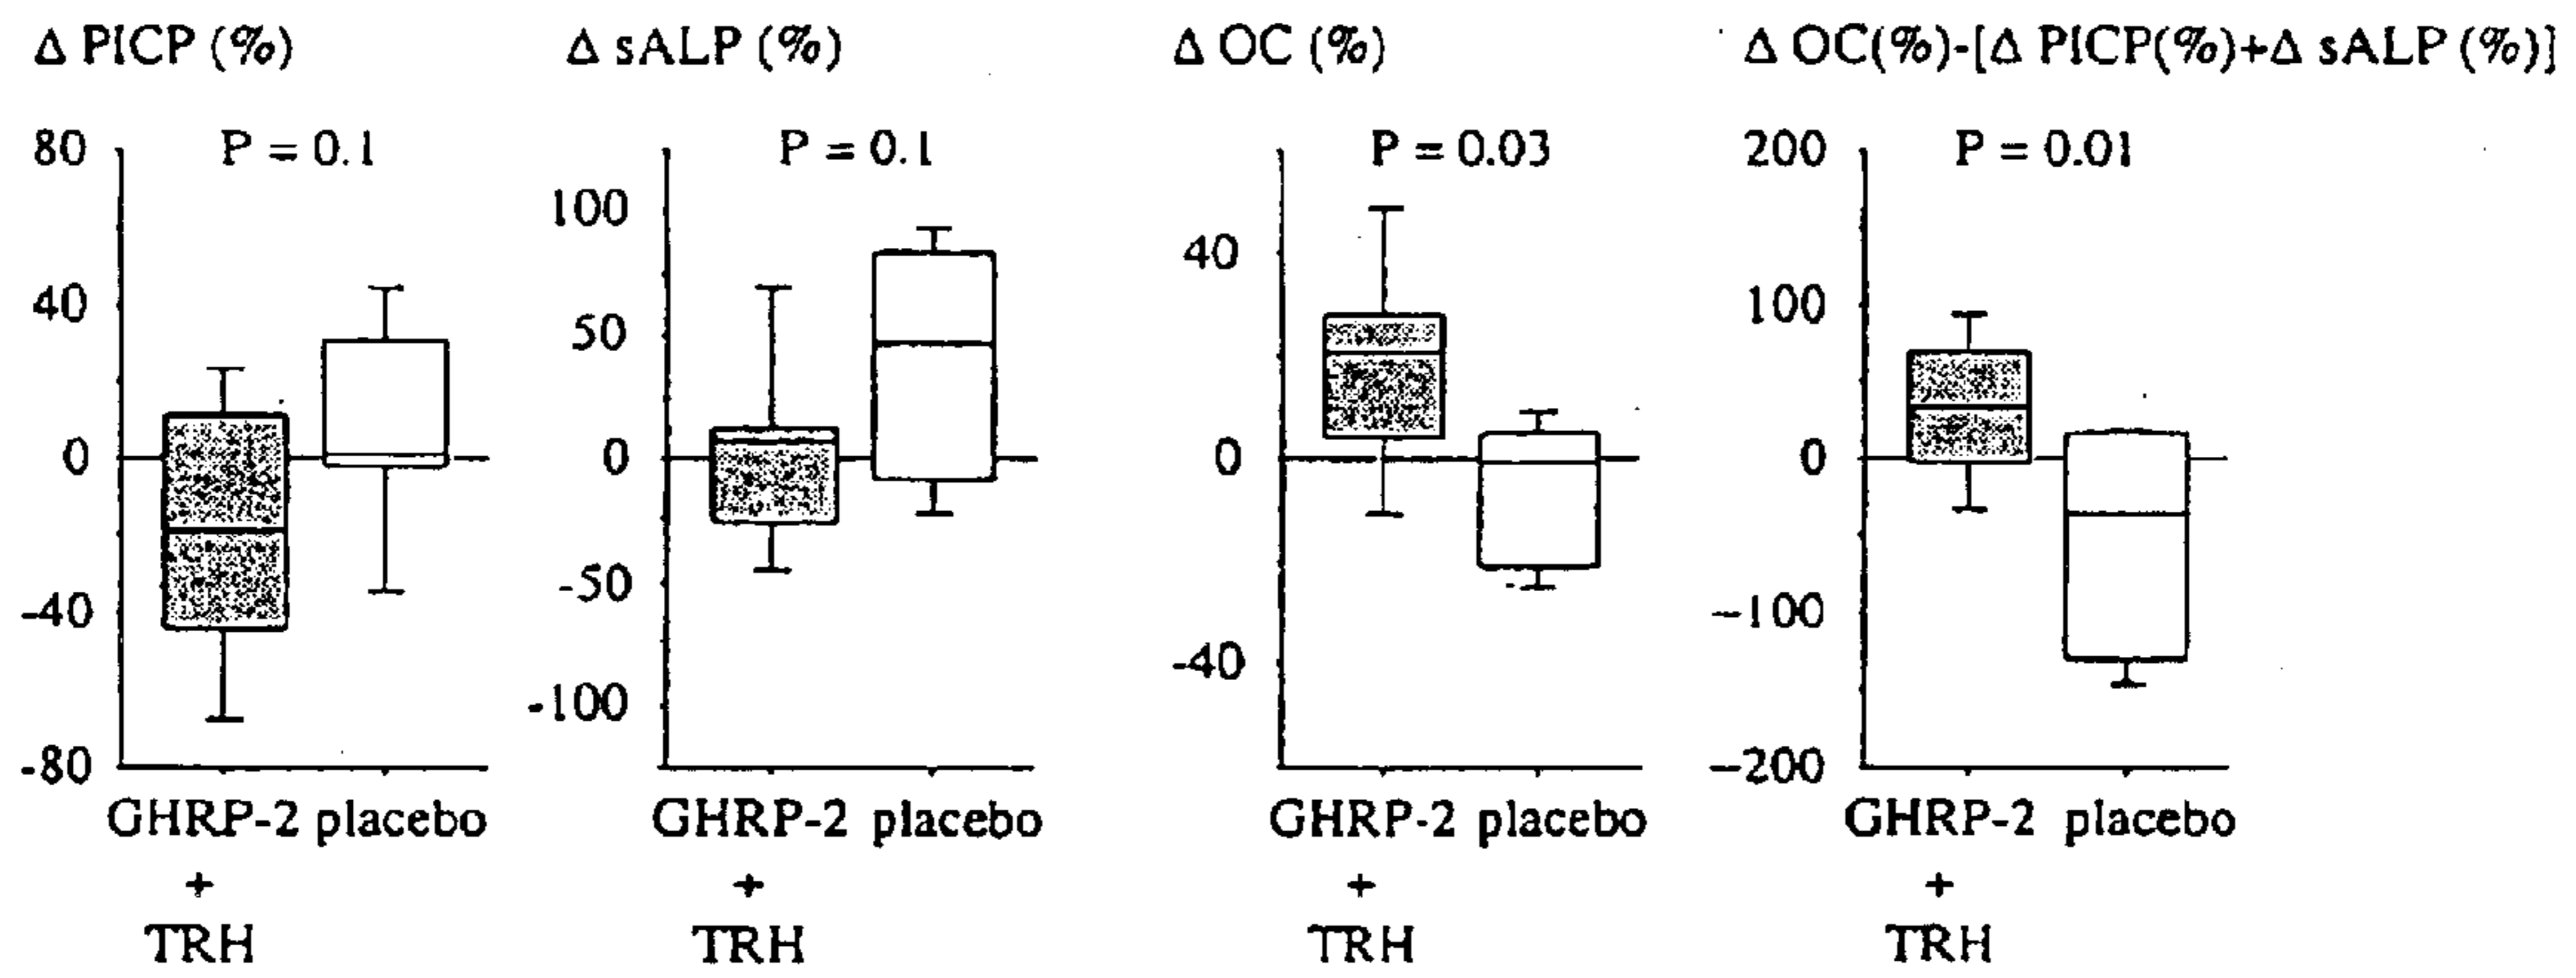 Δ PICP (%)
80
P = 0.1
40
0
-40
-80
GHRP-2 placebo
+
TRH
Δ sALP (%)
P = 0.1
100
50
0
-50
-100
GHRP-2 placebo
+
TRH
Δ OC (%)
P = 0.03
40
0
-40
GHRP-2 placebo
+
TRH
Δ OC(%)-[Δ PICP(%)+Δ sALP (%)]
200
P = 0.01
100
0
-100
-200
GHRP-2 placebo
+
TRH